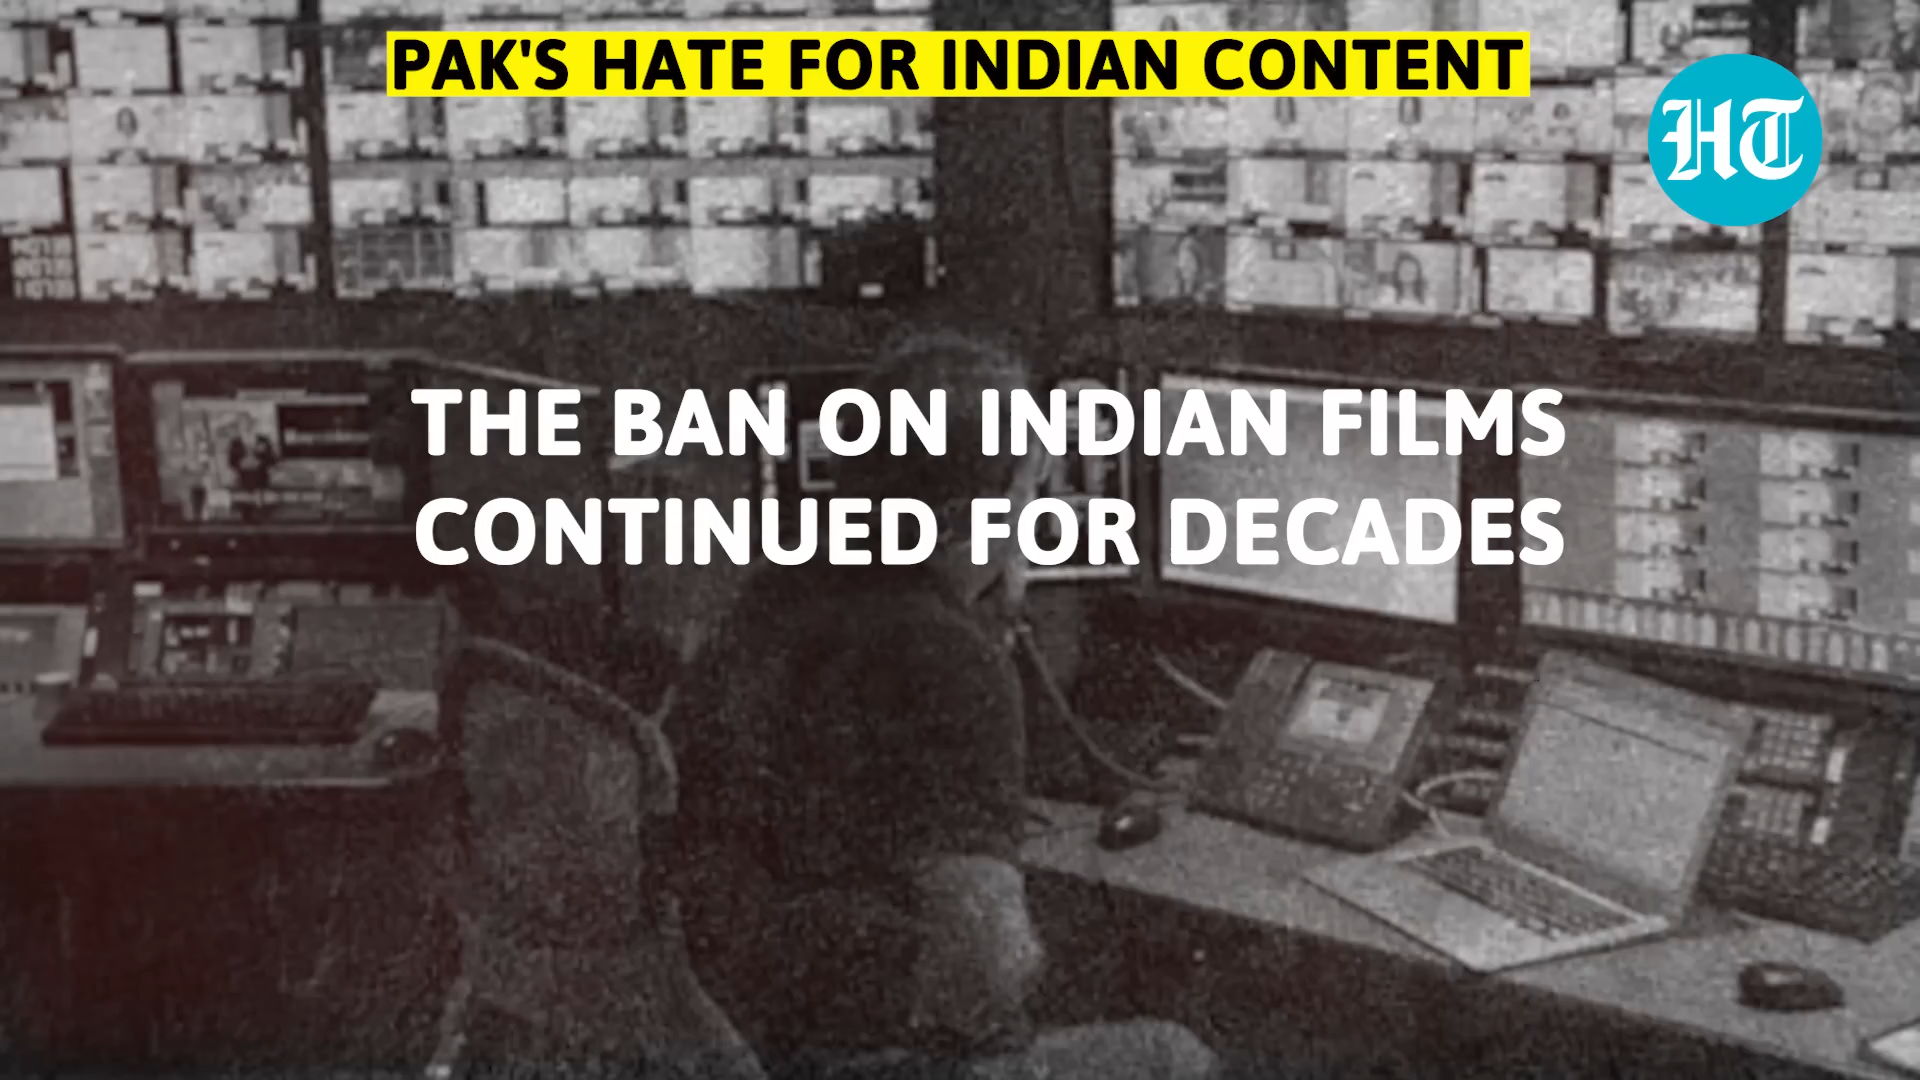 PAK'S HATE FOR INDIAN CONTENT
HT
THE BAN ON INDIAN FILMS
CONTINUED FOR DECADES